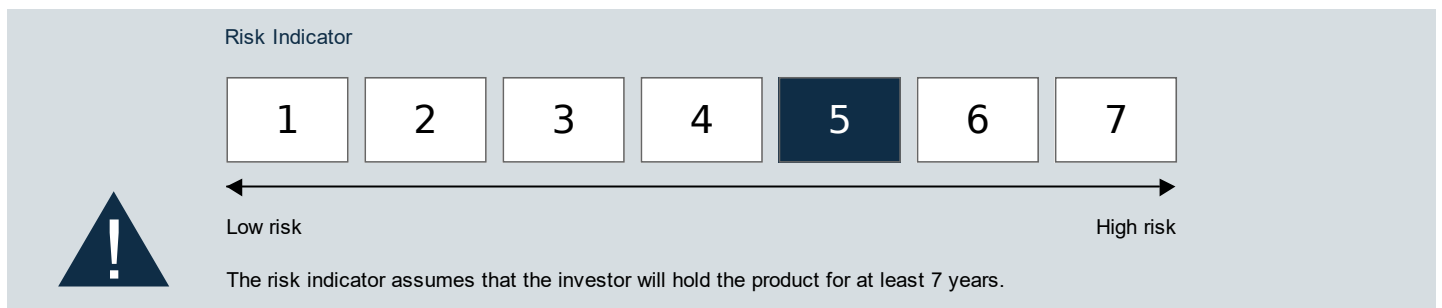 Risk Indicator
1 2 3 4 5 6 7
Low risk High risk
!
The risk indicator assumes that the investor will hold the product for at least 7 years.